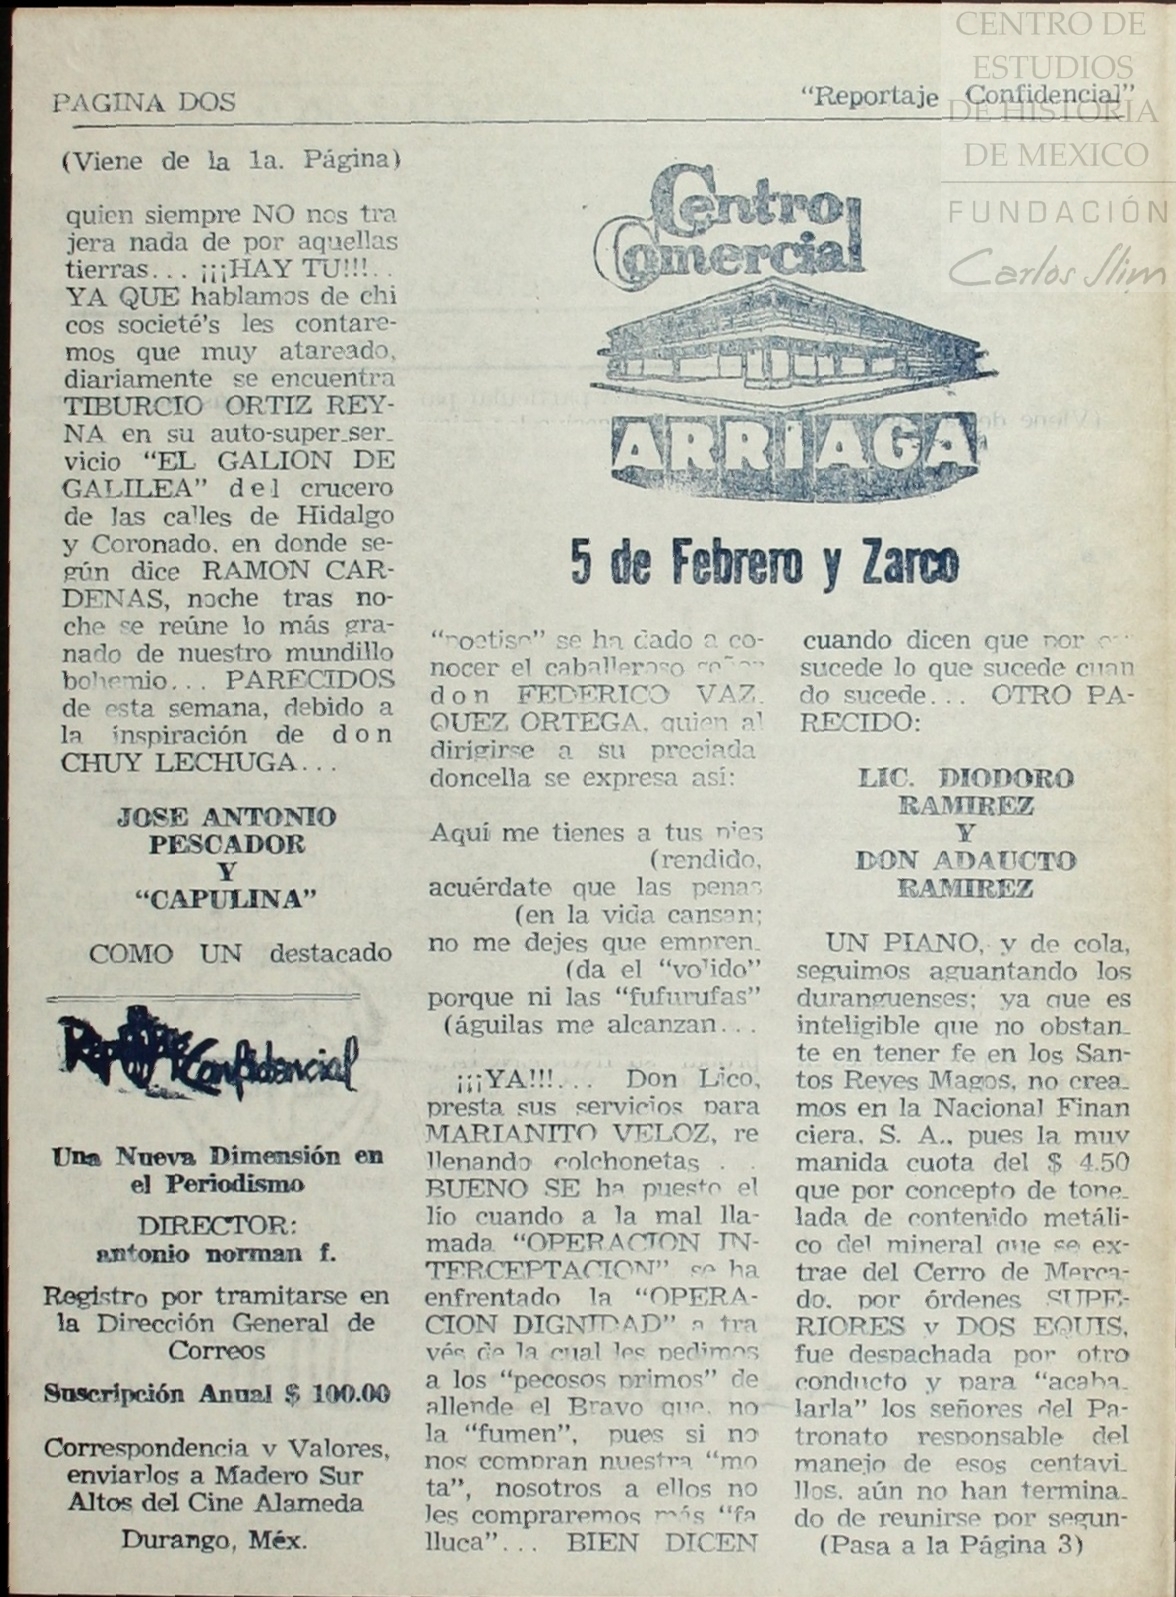 CENTRO DE
ESTUDIOS
DE HISTORIA
DE MEXICO
FUNDACIÓN
Carlos Slim
PAGINA DOS
"Reportaje Confidencial"
(Viene de la 1a. Página)
quien siempre NO nos tra
jera nada de por aquellas
tierras... ¡¡¡HAY TU!!!..
YA QUE hablamos de chi
cos societé's les contare-
mos que muy atareado,
diariamente se encuentra
TIBURCIO ORTIZ REY-
NA en su auto-super-ser-
vicio "EL GALION DE
GALILEA" del crucero
de las calles de Hidalgo
y Coronado, en donde se-
gún dice RAMON CAR-
DENAS, noche tras no-
che se reúne lo más gra-
nado de nuestro mundillo
bohemio... PARECIDOS
de esta semana, debido a
la inspiración de don
CHUY LECHUGA...
JOSE ANTONIO
PESCADOR
Y
"CAPULINA"
COMO UN destacado
Reportaje Confidencial
Una Nueva Dimensión en
el Periodismo
DIRECTOR:
antonio norman f.
Registro por tramitarse en
la Dirección General de
Correos
Suscripción Anual $ 100.00
Correspondencia y Valores,
enviarlos a Madero Sur
Altos del Cine Alameda
Durango, Méx.
Centro
Comercial
ARRIAGA
5 de Febrero y Zarco
"poetiso" se ha dado a co-
nocer el caballeroso señor
don FEDERICO VAZ.
QUEZ ORTEGA, quien al
dirigirse a su preciada
doncella se expresa así:
Aquí me tienes a tus pies
(rendido,
acuérdate que las penas
(en la vida cansan;
no me dejes que empren-
(da el "volido"
porque ni las "fufurufas"
(águilas me alcanzan...
¡¡¡YA!!!... Don Lico,
presta sus servicios para
MARIANITO VELOZ, re
llenando colchonetas . .
BUENO SE ha puesto el
lío cuando a la mal lla-
mada "OPERACION IN-
TERCEPTACION" se ha
enfrentado la "OPERA-
CION DIGNIDAD" a tra
vés de la cual les pedimos
a los "pecosos primos" de
allende el Bravo que, no
la "fumen", pues si no
nos compran nuestra "mo
ta", nosotros a ellos no
les compraremos más "fa
lluca"... BIEN DICEN
cuando dicen que por
sucede lo que sucede cuan
do sucede... OTRO PA-
RECIDO:
LIC. DIODORO
RAMIREZ
Y
DON ADAUCTO
RAMIREZ
UN PIANO, y de cola,
seguimos aguantando los
duranguenses; ya que es
inteligible que no obstan-
te en tener fe en los San-
tos Reyes Magos, no crea-
mos en la Nacional Finan
ciera, S. A., pues la muy
manida cuota del $ 4.50
que por concepto de tone-
lada de contenido metáli-
co del mineral que se ex-
trae del Cerro de Merca-
do, por órdenes SUPE-
RIORES y DOS EQUIS,
fue despachada por otro
conducto y para "acaba-
larla" los señores del Pa-
tronato responsable del
manejo de esos centavi-
llos, aún no han termina-
do de reunirse por segun-
(Pasa a la Página 3)